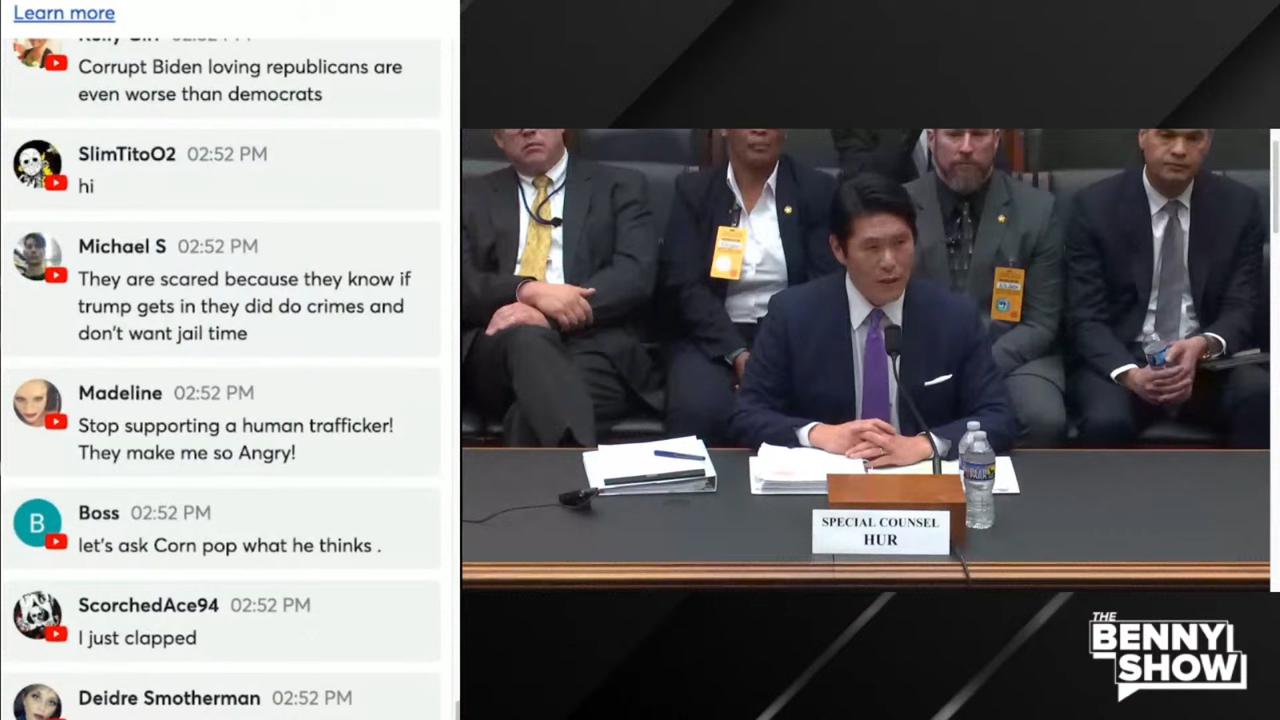 Learn more
Corrupt Biden loving republicans are
even worse than democrats
SlimTitoO2 02:52 PM
hi
Michael S 02:52 PM
They are scared because they know if
trump gets in they did do crimes and
don't want jail time
Madeline 02:52 PM
Stop supporting a human trafficker!
They make me so Angry!
Boss 02:52 PM
B
let's ask Corn pop what he thinks .
ScorchedAce94 02:52 PM
I just clapped
Deidre Smotherman 02:52 PM
SPECIAL COUNSEL
HUR
THE
BENNY
SHOW